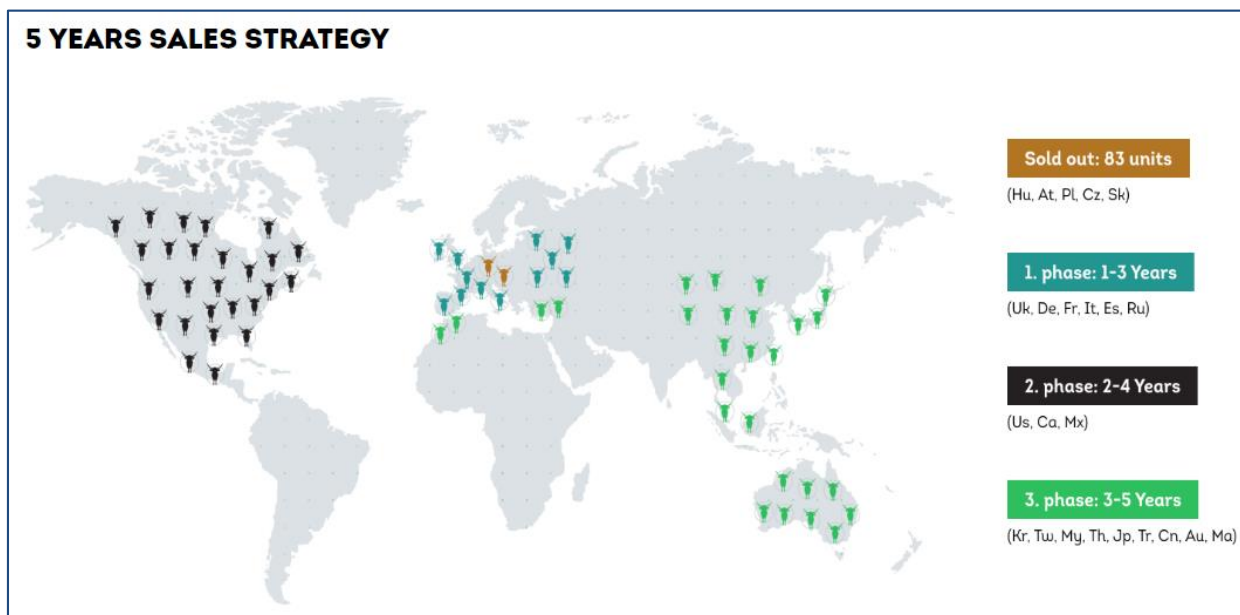 5 YEARS SALES STRATEGY
Sold out: 83 units
(Hu, At, Pl, Cz, Sk)
1. phase: 1-3 Years
(Uk, De, Fr, It, Es, Ru)
2. phase: 2-4 Years
(Us, Ca, Mx)
3. phase: 3-5 Years
(Kr, Tw, My, Th, Jp, Tr, Cn, Au, Ma)